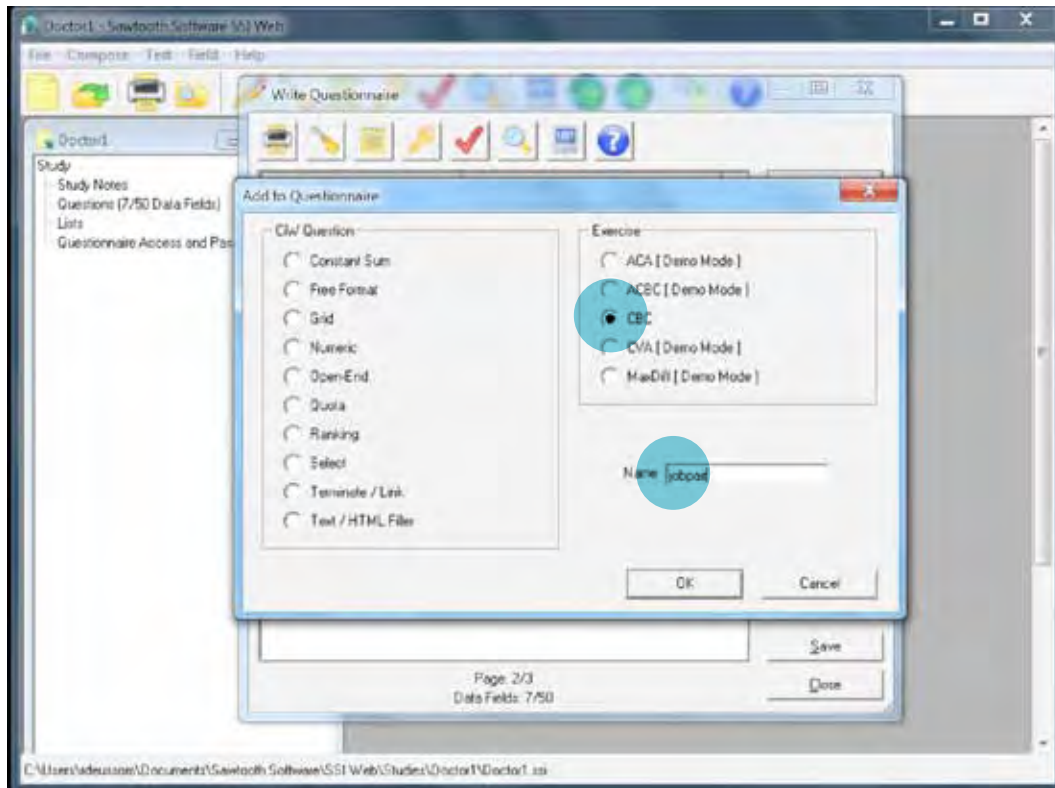 Doctor1 - Sawtooth Software SSI Web
File Compose Test Field Help
Write Questionnaire
Doctor1
Study
Study Notes
Questions (7/50 Data Fields)
Lists
Questionnaire Access and Pas
Add to Questionnaire
CiW Question
Constant Sum
Free Format
Grid
Numeric
Open-End
Quota
Ranking
Select
Terminate / Link
Text / HTML Filler
Exercise
ACA [ Demo Mode ]
ACBC [ Demo Mode ]
CBC
CVA [ Demo Mode ]
MaxDiff [ Demo Mode ]
Name jobpost
OK Cancel
Save
Page: 2/3
Data Fields: 7/50
Close
C:\Users\sdeussom\Documents\Sawtooth Software\SSI Web\Studies\Doctor1\Doctor1.ssi